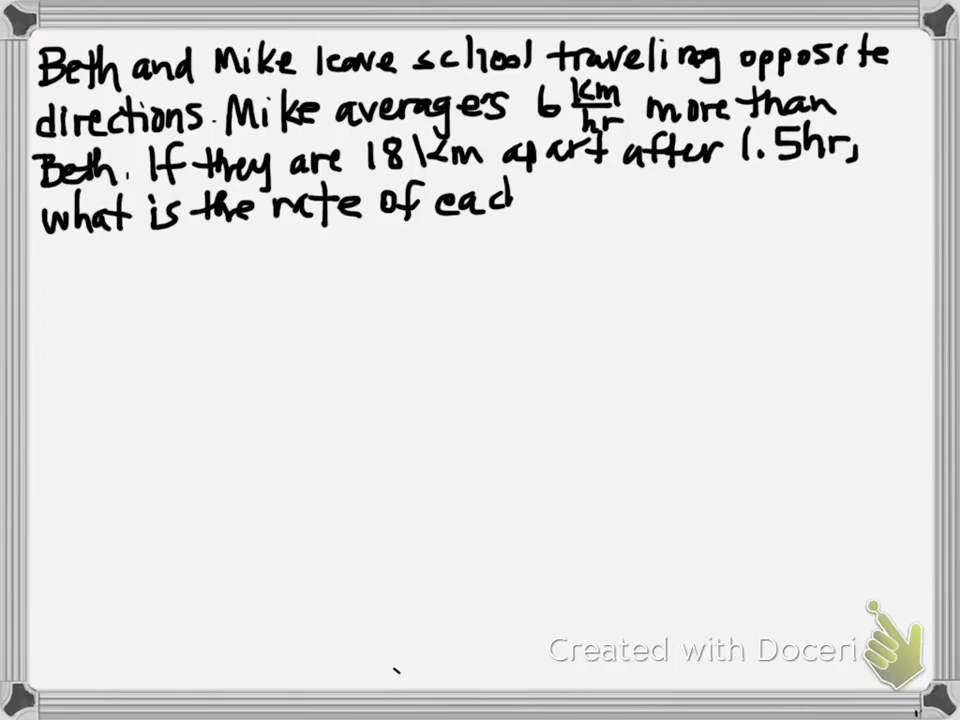 Beth and Mike leave school traveling opposite
directions. Mike averages 6 km/hr more than
Beth. If they are 18 km apart after 1.5hr,
what is the rate of eac
Created with Doceri